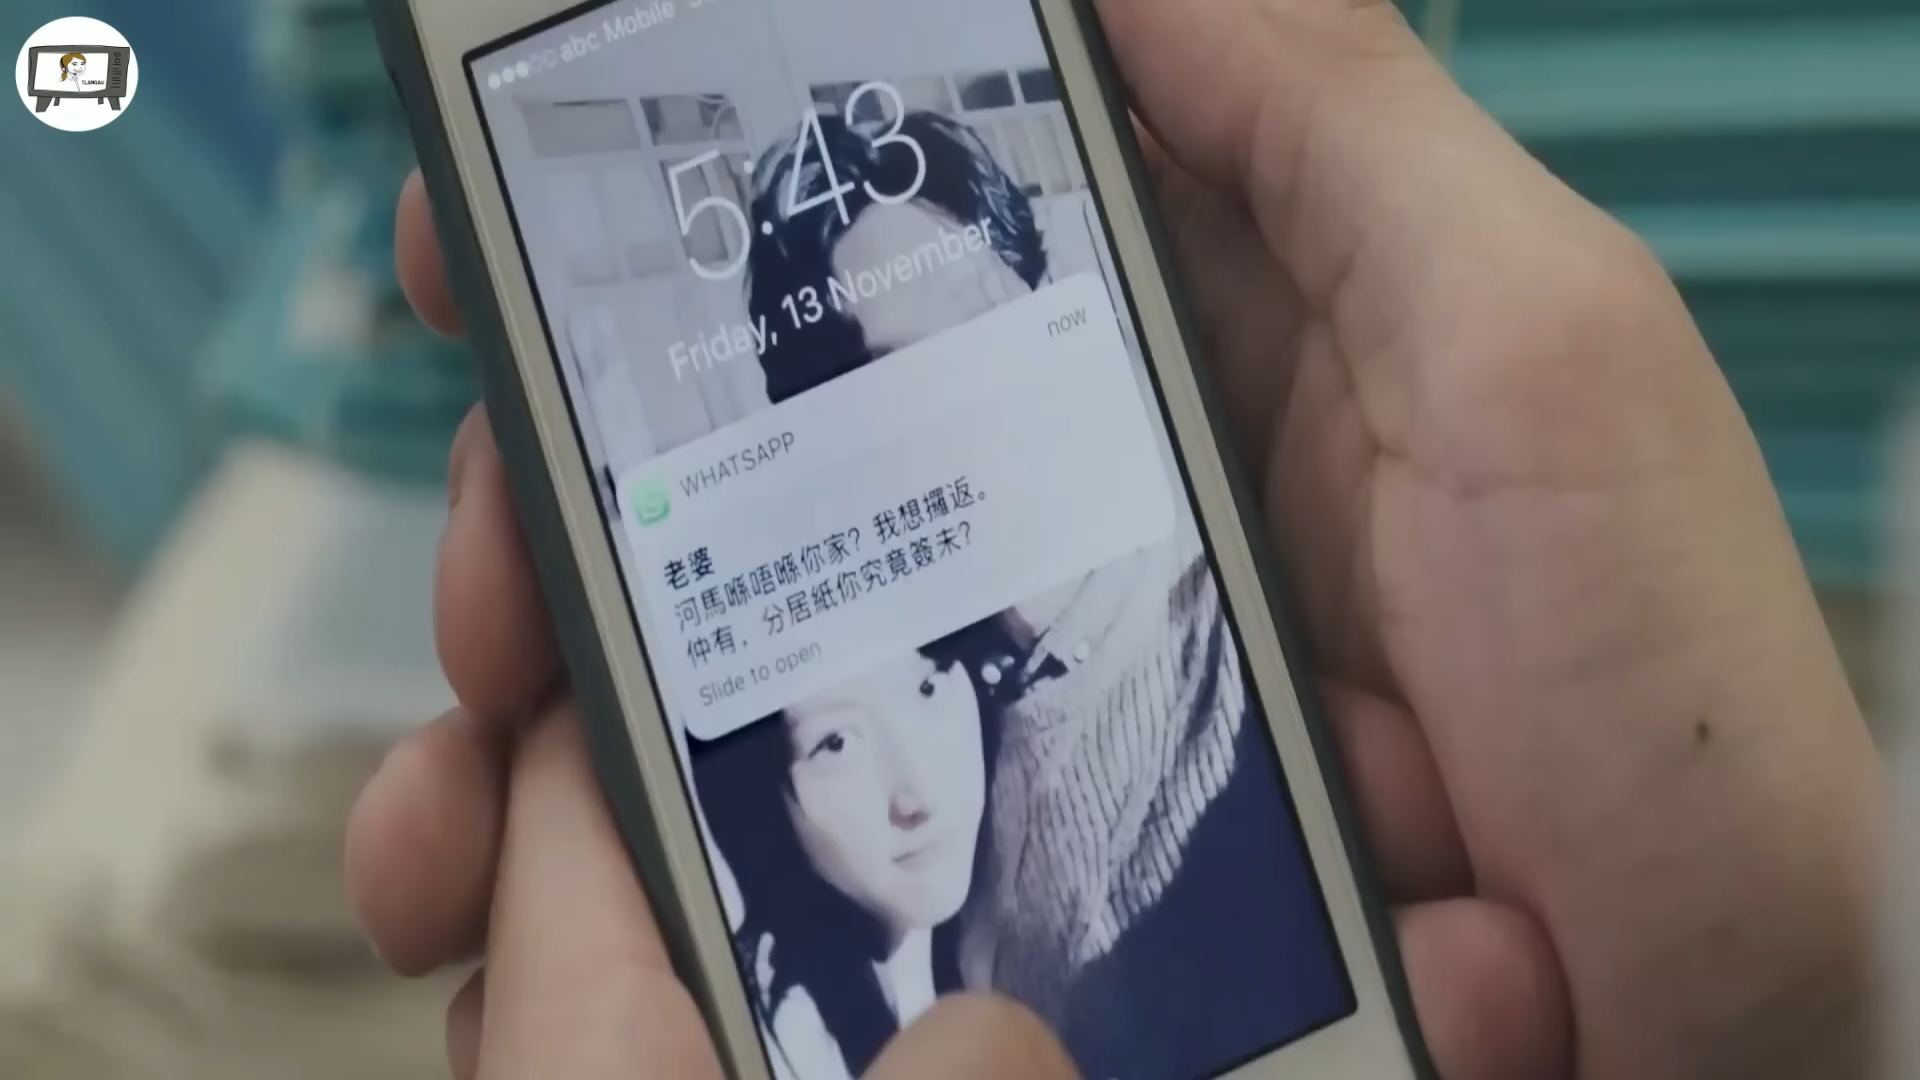 TLANGAU
abc Mobile
5:43
Friday, 13 November
now
WHATSAPP
老婆
河馬喺唔喺你家？我想攞返。
仲有，分居紙你究竟簽未？
Slide to open